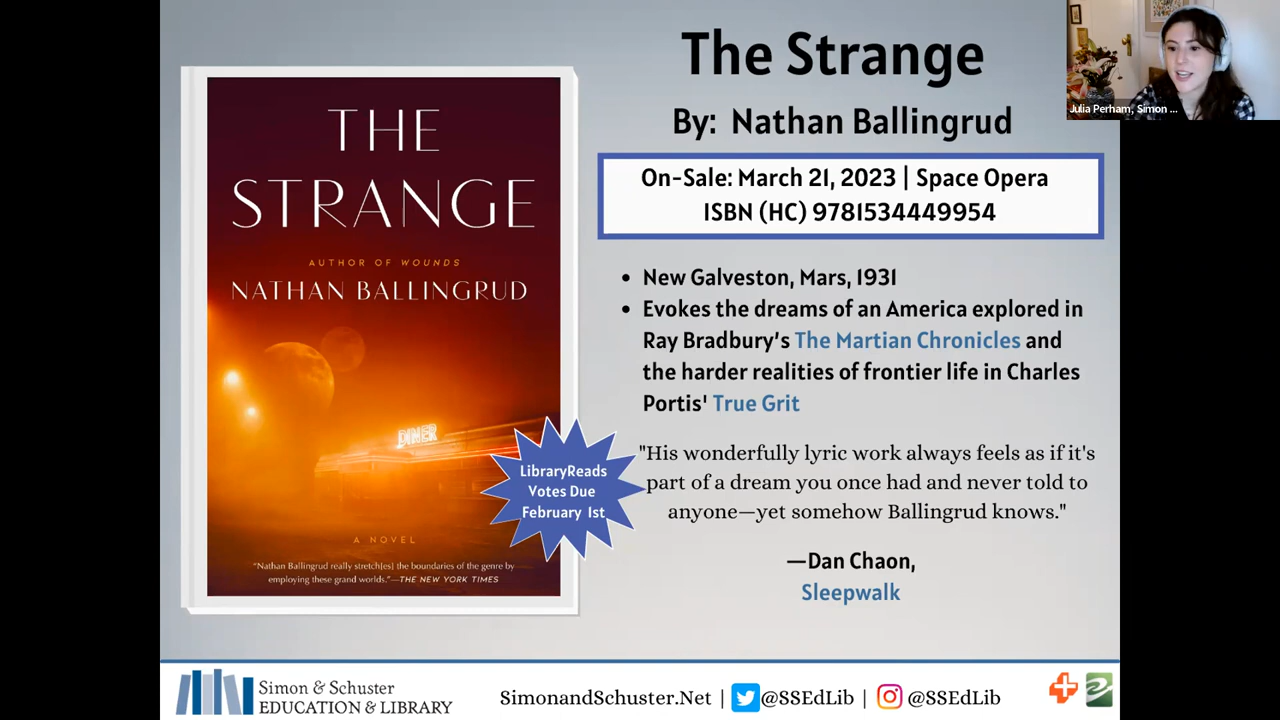 The Strange
By: Nathan Ballingrud
On-Sale: March 21, 2023 | Space Opera
ISBN (HC) 9781534449954
• New Galveston, Mars, 1931
• Evokes the dreams of an America explored in
Ray Bradbury's The Martian Chronicles and
the harder realities of frontier life in Charles
Portis' True Grit
"His wonderfully lyric work always feels as if it's
part of a dream you once had and never told to
anyone—yet somehow Ballingrud knows."
—Dan Chaon,
Sleepwalk
THE
STRANGE
AUTHOR OF WOUNDS
NATHAN BALLINGRUD
DINER
A NOVEL
"Nathan Ballingrud really stretch[es] the boundaries of the genre by
employing these grand worlds."—THE NEW YORK TIMES
LibraryReads
Votes Due
February 1st
Julia Perham, Simon ...
Simon & Schuster
EDUCATION & LIBRARY
SimonandSchuster.Net | @SSEdLib | @SSEdLib